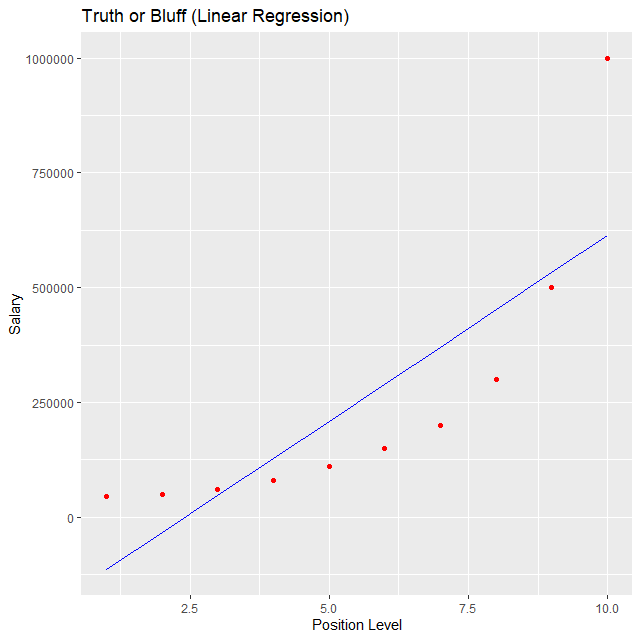 Truth or Bluff (Linear Regression)
1000000
750000
500000
250000
0
Salary
2.5 5.0 7.5 10.0
Position Level